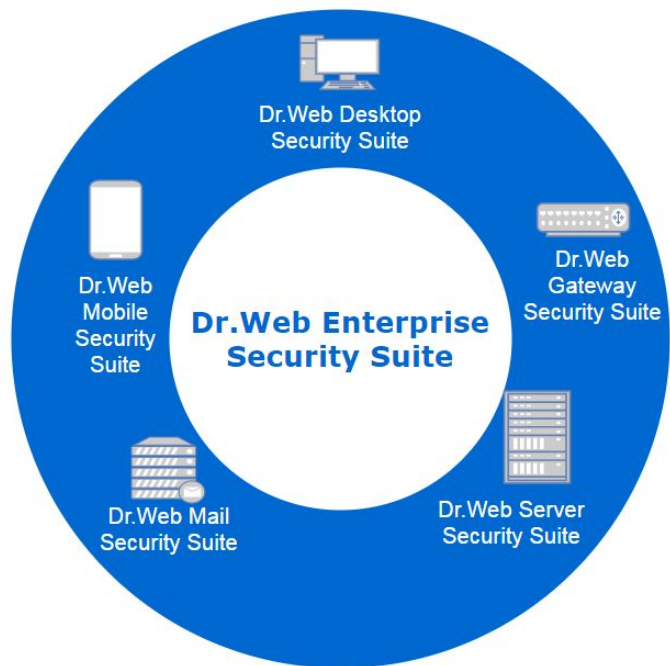 Dr.Web Desktop
Security Suite
Dr.Web
Gateway
Security Suite
Dr.Web Server
Security Suite
Dr.Web Mail
Security Suite
Dr.Web
Mobile
Security
Suite
Dr.Web Enterprise
Security Suite